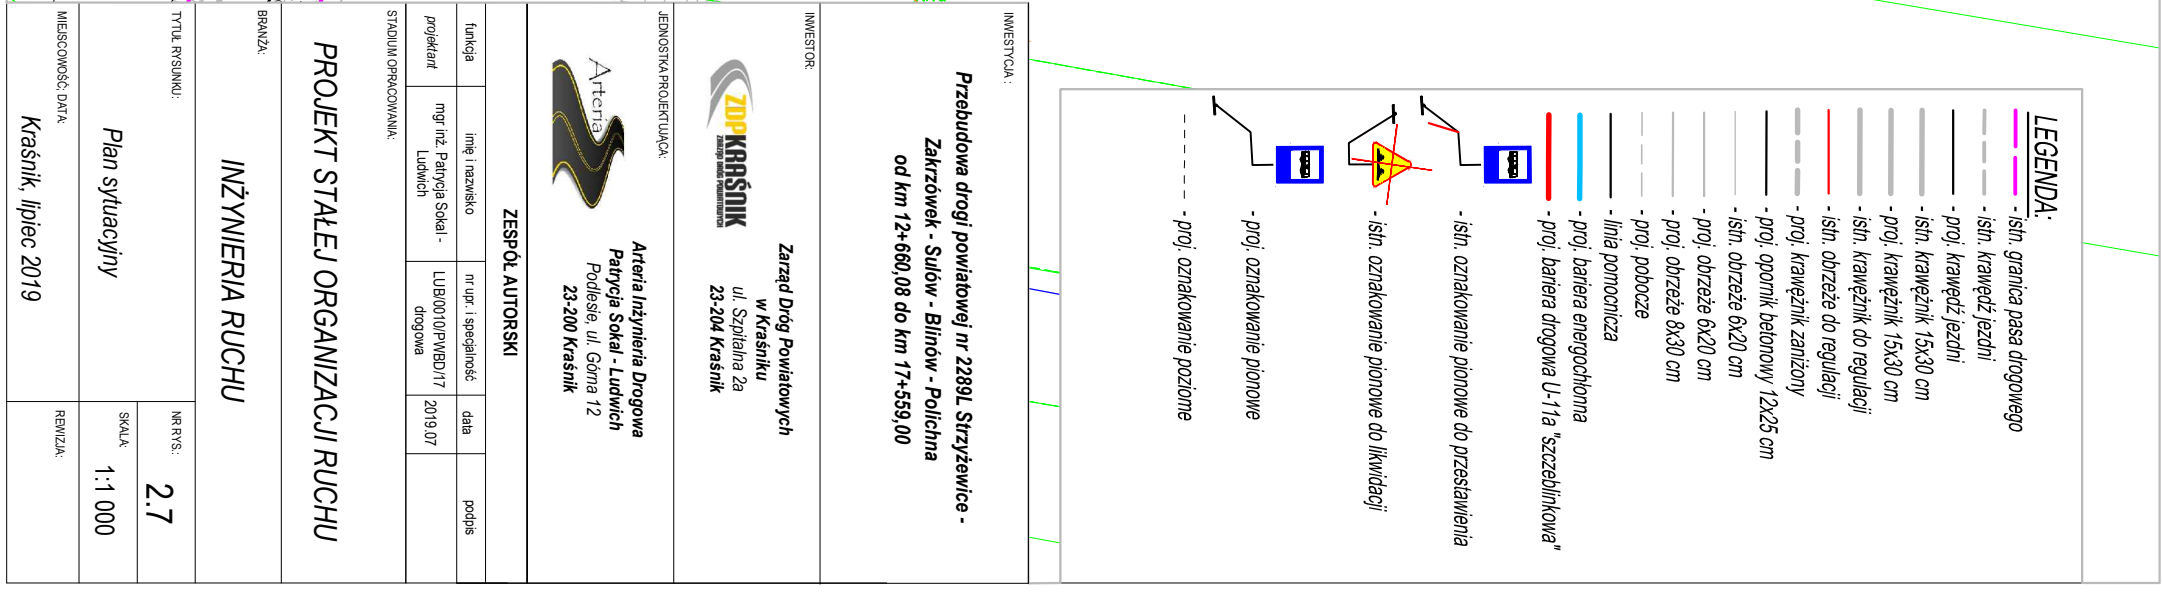 LEGENDA:
- istn. granica pasa drogowego
- istn. krawędź jezdni
- proj. krawędź jezdni
- istn. krawężnik 15x30 cm
- proj. krawężnik 15x30 cm
- istn. krawężnik do regulacji
- istn. obrzeże do regulacji
- proj. krawężnik zaniżony
- proj. opornik betonowy 12x25 cm
- istn. obrzeże 6x20 cm
- proj. obrzeże 6x20 cm
- proj. obrzeże 8x30 cm
- proj. pobocze
- linia pomocnicza
- proj. bariera energochłonna
- proj. bariera drogowa U-11a "szczeblinkowa"
- istn. oznakowanie pionowe do przestawienia
- istn. oznakowanie pionowe do likwidacji
- proj. oznakowanie pionowe
- proj. oznakowanie poziome
INWESTYCJA :
Przebudowa drogi powiatowej nr 2289L Strzyżewice -
Zakrzówek - Sulów - Blinów - Polichna
od km 12+660,08 do km 17+559,00
INWESTOR:
ZDPKRAŚNIK
ZARZĄD DRÓG POWIATOWYCH
Zarząd Dróg Powiatowych
w Kraśniku
ul. Szpitalna 2a
23-204 Kraśnik
JEDNOSTKA PROJEKTUJĄCA:
Arteria
Arteria Inżynieria Drogowa
Patrycja Sokal - Ludwich
Podlesie, ul. Górna 12
23-200 Kraśnik
ZESPÓŁ AUTORSKI
funkcja imię i nazwisko nr upr. i specjalność data podpis
projektant mgr inż. Patrycja Sokal - Ludwich LUB/0010/PWBD/17 drogowa 2019.07
STADIUM OPRACOWANIA:
PROJEKT STAŁEJ ORGANIZACJI RUCHU
BRANŻA:
INŻYNIERIA RUCHU
TYTUŁ RYSUNKU:
Plan sytuacyjny
NR RYS.:
2.7
SKALA:
1:1 000
MIEJSCOWOŚĆ, DATA:
Kraśnik, lipiec 2019
REWIZJA: